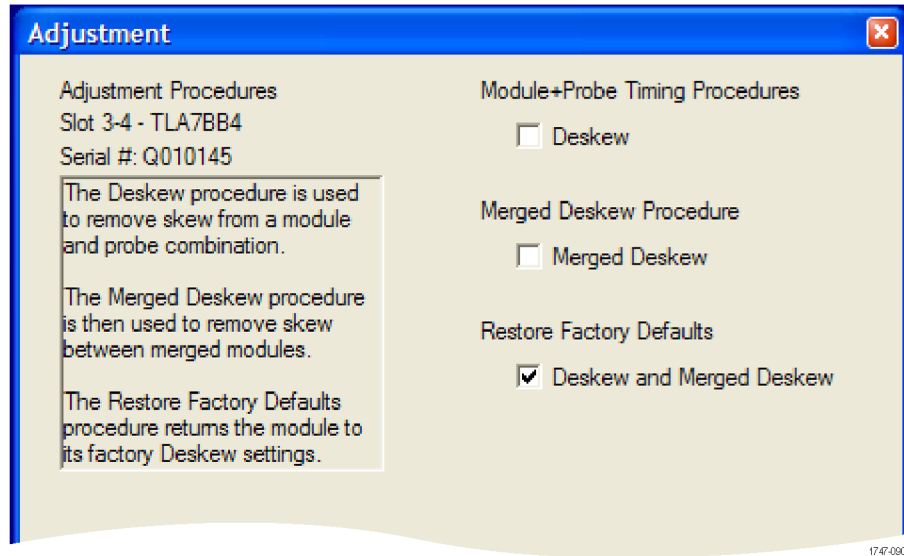 Adjustment
Adjustment Procedures
Slot 3-4 - TLA7BB4
Serial #: Q010145
The Deskew procedure is used
to remove skew from a module
and probe combination.
The Merged Deskew procedure
is then used to remove skew
between merged modules.
The Restore Factory Defaults
procedure returns the module to
its factory Deskew settings.
Module+Probe Timing Procedures
Deskew
Merged Deskew Procedure
Merged Deskew
Restore Factory Defaults
Deskew and Merged Deskew
1747-090